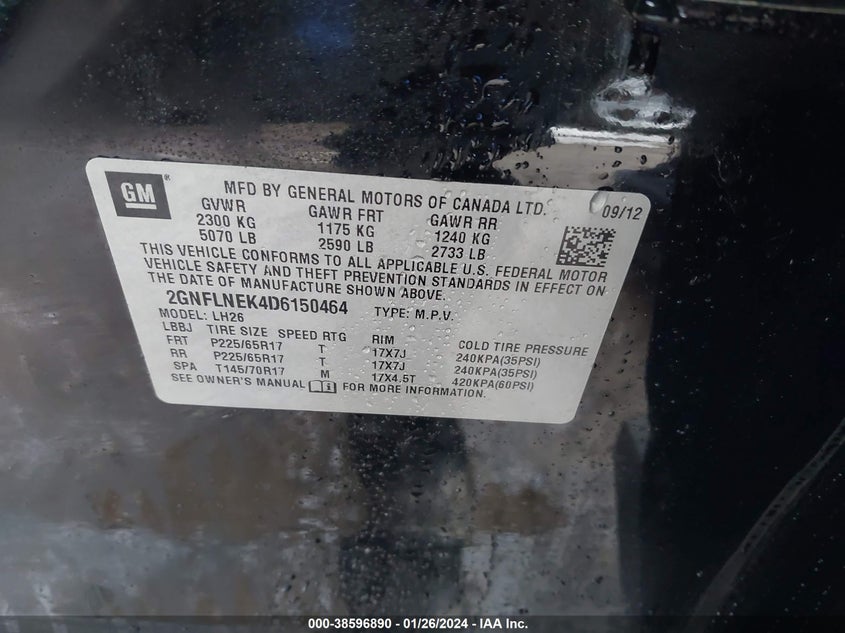 GM®
MFD BY GENERAL MOTORS OF CANADA LTD. 09/12
GVWR GAWR FRT GAWR RR
2300 KG 1175 KG 1240 KG
5070 LB 2590 LB 2733 LB
THIS VEHICLE CONFORMS TO ALL APPLICABLE U.S. FEDERAL MOTOR
VEHICLE SAFETY AND THEFT PREVENTION STANDARDS IN EFFECT ON
THE DATE OF MANUFACTURE SHOWN ABOVE.
2GNFLNEK4D6150464 TYPE: M.P.V.
MODEL: LH26
LBBJ TIRE SIZE SPEED RTG RIM COLD TIRE PRESSURE
FRT P225/65R17 T 17X7J 240KPA(35PSI)
RR P225/65R17 T 17X7J 240KPA(35PSI)
SPA T145/70R17 M 17X4.5T 420KPA(60PSI)
SEE OWNER'S MANUAL FOR MORE INFORMATION.
000-38596890 - 01/26/2024 - IAA Inc.